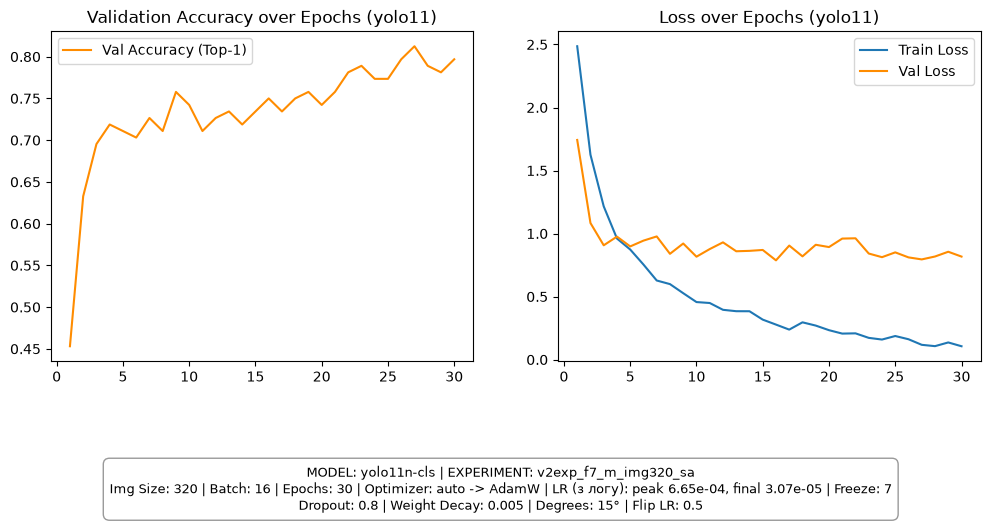 Validation Accuracy over Epochs (yolo11)
Val Accuracy (Top-1)
0.80
0.75
0.70
0.65
0.60
0.55
0.50
0.45
0 5 10 15 20 25 30
Loss over Epochs (yolo11)
Train Loss
Val Loss
2.5
2.0
1.5
1.0
0.5
0.0
0 5 10 15 20 25 30
MODEL: yolo11n-cls | EXPERIMENT: v2exp_f7_m_img320_sa
Img Size: 320 | Batch: 16 | Epochs: 30 | Optimizer: auto -> AdamW | LR (з логу): peak 6.65e-04, final 3.07e-05 | Freeze: 7
Dropout: 0.8 | Weight Decay: 0.005 | Degrees: 15° | Flip LR: 0.5